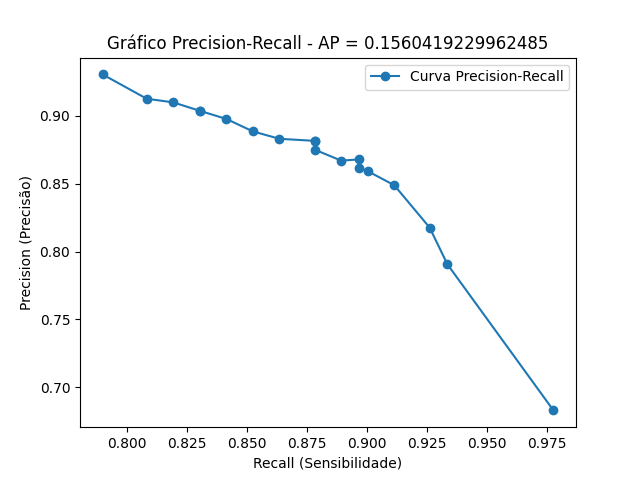 Gráfico Precision-Recall - AP = 0.1560419229962485
Curva Precision-Recall
Precision (Precisão)
0.90
0.85
0.80
0.75
0.70
0.800 0.825 0.850 0.875 0.900 0.925 0.950 0.975
Recall (Sensibilidade)